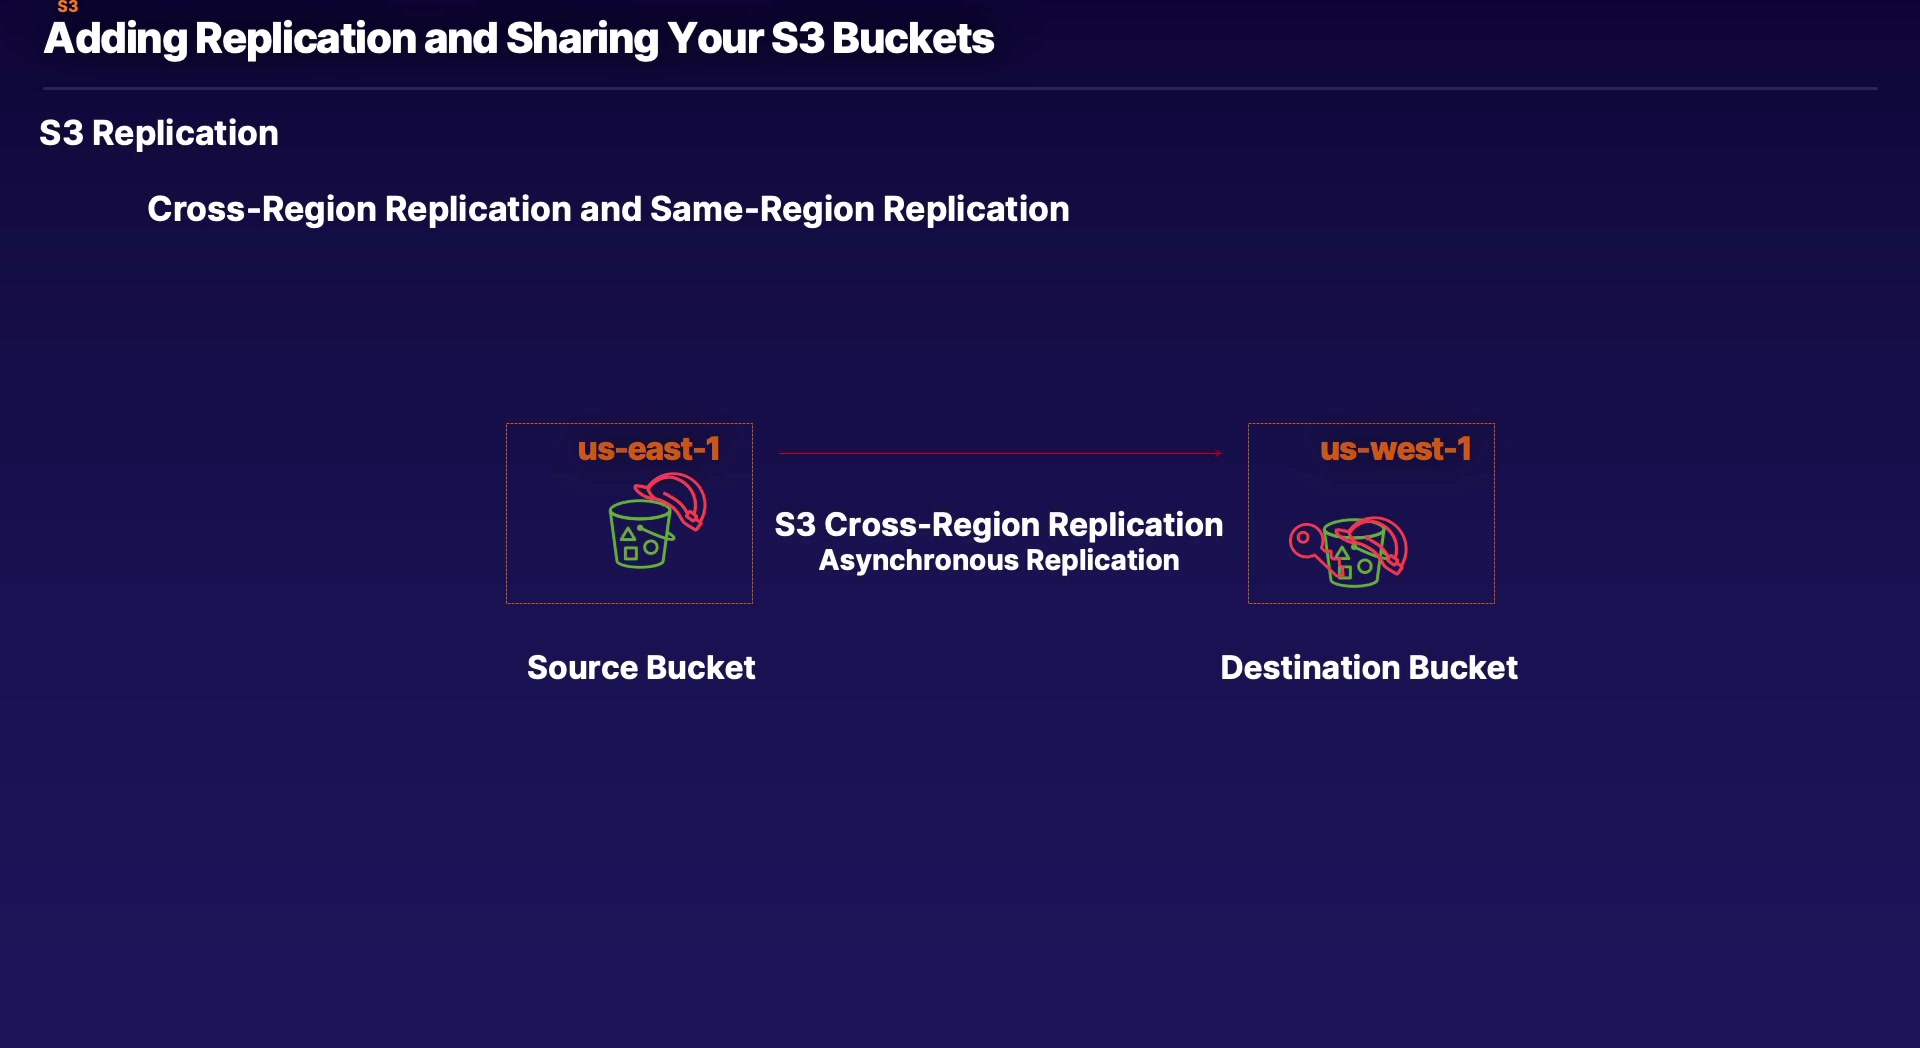 S3
Adding Replication and Sharing Your S3 Buckets
S3 Replication
Cross-Region Replication and Same-Region Replication
us-east-1
us-west-1
S3 Cross-Region Replication
Asynchronous Replication
Source Bucket
Destination Bucket